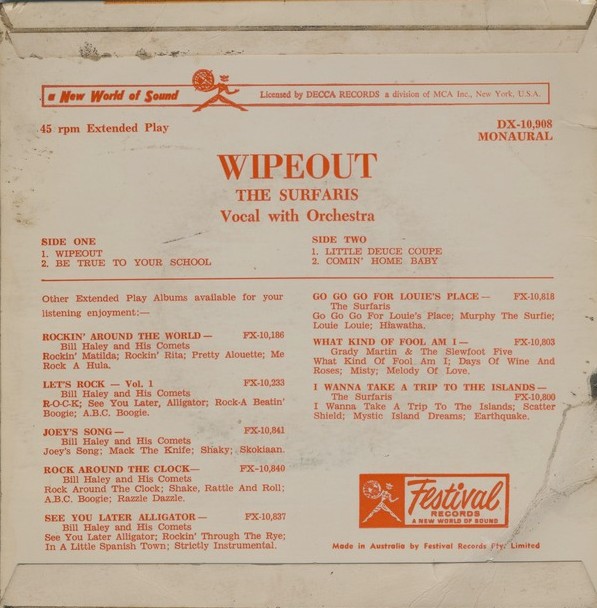 a New World of Sound
Licensed by DECCA RECORDS a division of MCA Inc., New York, U.S.A.
45 rpm Extended Play
DX-10,908
MONAURAL
WIPEOUT
THE SURFARIS
Vocal with Orchestra
SIDE ONE
1. WIPEOUT
2. BE TRUE TO YOUR SCHOOL
SIDE TWO
1. LITTLE DEUCE COUPE
2. COMIN' HOME BABY
Other Extended Play Albums available for your
listening enjoyment:—
ROCKIN' AROUND THE WORLD — FX-10,186
Bill Haley and His Comets
Rockin' Matilda; Rockin' Rita; Pretty Alouette; Me
Rock A Hula.
LET'S ROCK — Vol. 1 FX-10,233
Bill Haley and His Comets
R-O-C-K; See You Later, Alligator; Rock-A Beatin'
Boogie; A.B.C. Boogie.
JOEY'S SONG — FX-10,841
Bill Haley and His Comets
Joey's Song; Mack The Knife; Shaky; Skokiaan.
ROCK AROUND THE CLOCK— FX-10,840
Bill Haley and His Comets
Rock Around The Clock; Shake, Rattle And Roll;
A.B.C. Boogie; Razzle Dazzle.
SEE YOU LATER ALLIGATOR — FX-10,837
Bill Haley and His Comets
See You Later, Alligator; Rockin' Through The Rye;
In A Little Spanish Town; Strictly Instrumental.
GO GO GO FOR LOUIE'S PLACE — FX-10,818
The Surfaris
Go Go Go For Louie's Place; Murphy The Surfie;
Louie Louie; Hiawatha.
WHAT KIND OF FOOL AM I — FX-10,803
Grady Martin & The Slewfoot Five
What Kind Of Fool Am I; Days Of Wine And
Roses; Misty; Melody Of Love.
I WANNA TAKE A TRIP TO THE ISLANDS —
The Surfaris FX-10,800
I Wanna Take A Trip To The Islands; Scatter
Shield; Mystic Island Dreams; Earthquake.
Festival
RECORDS
A NEW WORLD OF SOUND
Made in Australia by Festival Records Pty. Limited